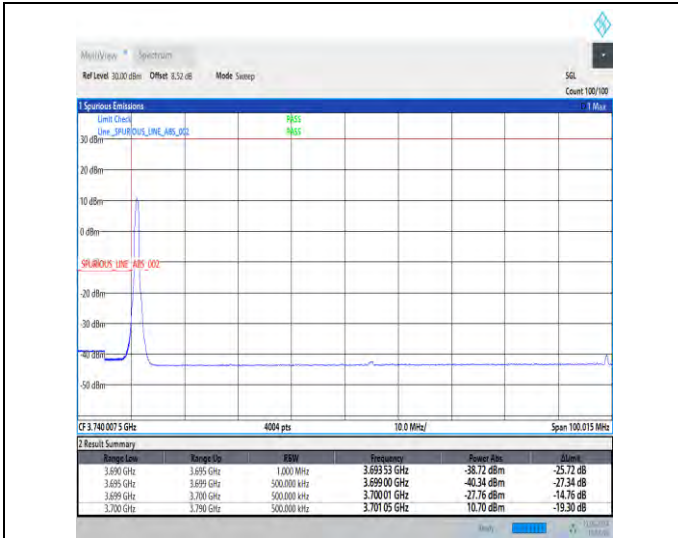 MultiView Spectrum
Ref Level 30.00 dBm Offset 8.52 dB Mode Sweep SGL
Count 100/100
1 Spurious Emissions 1 Max
Limit Check PASS
Line _SPURIOUS_LINE_ABS_002 PASS
30 dBm
20 dBm
10 dBm
0 dBm
_SPURIOUS_LINE_ABS_002
-20 dBm
-30 dBm
-40 dBm
-50 dBm
CF 3.740 007 5 GHz 4004 pts 10.0 MHz/ Span 100.015 MHz
2 Result Summary
Range Low Range Up RBW Frequency Power Abs ΔLimit
3.690 GHz 3.695 GHz 1.000 MHz 3.693 53 GHz -38.72 dBm -25.72 dB
3.695 GHz 3.699 GHz 500.000 kHz 3.699 00 GHz -40.34 dBm -27.34 dB
3.699 GHz 3.700 GHz 500.000 kHz 3.700 01 GHz -27.76 dBm -14.76 dB
3.700 GHz 3.790 GHz 500.000 kHz 3.701 05 GHz 10.70 dBm -19.30 dB
Ready